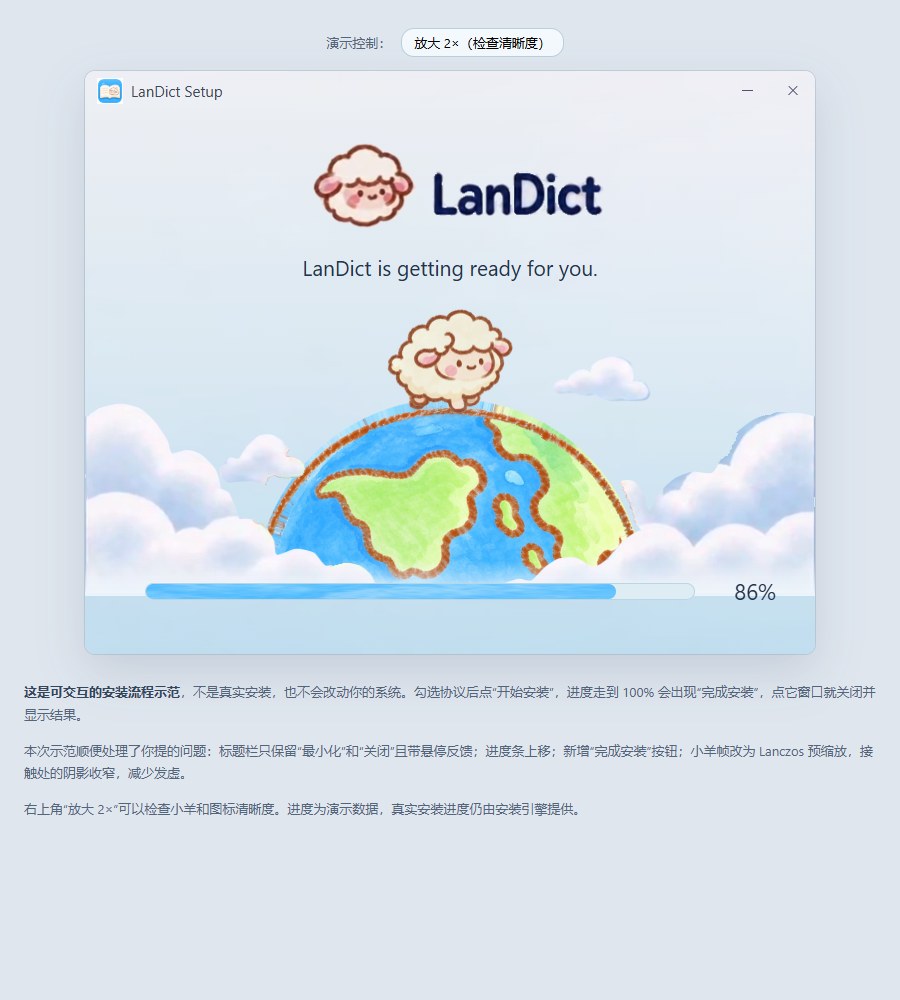 演示控制： 放大 2×（检查清晰度）
LanDict Setup
LanDict
LanDict is getting ready for you.
86%
这是可交互的安装流程示范，不是真实安装，也不会改动你的系统。勾选协议后点“开始安装”，进度走到 100% 会出现“完成安装”，点它窗口就关闭并
显示结果。
本次示范顺便处理了你提的问题：标题栏只保留“最小化”和“关闭”且带悬停反馈；进度条上移；新增“完成安装”按钮；小羊帧改为 Lanczos 预缩放，接
触处的阴影收窄，减少发虚。
右上角“放大 2×”可以检查小羊和图标清晰度。进度为演示数据，真实安装进度仍由安装引擎提供。